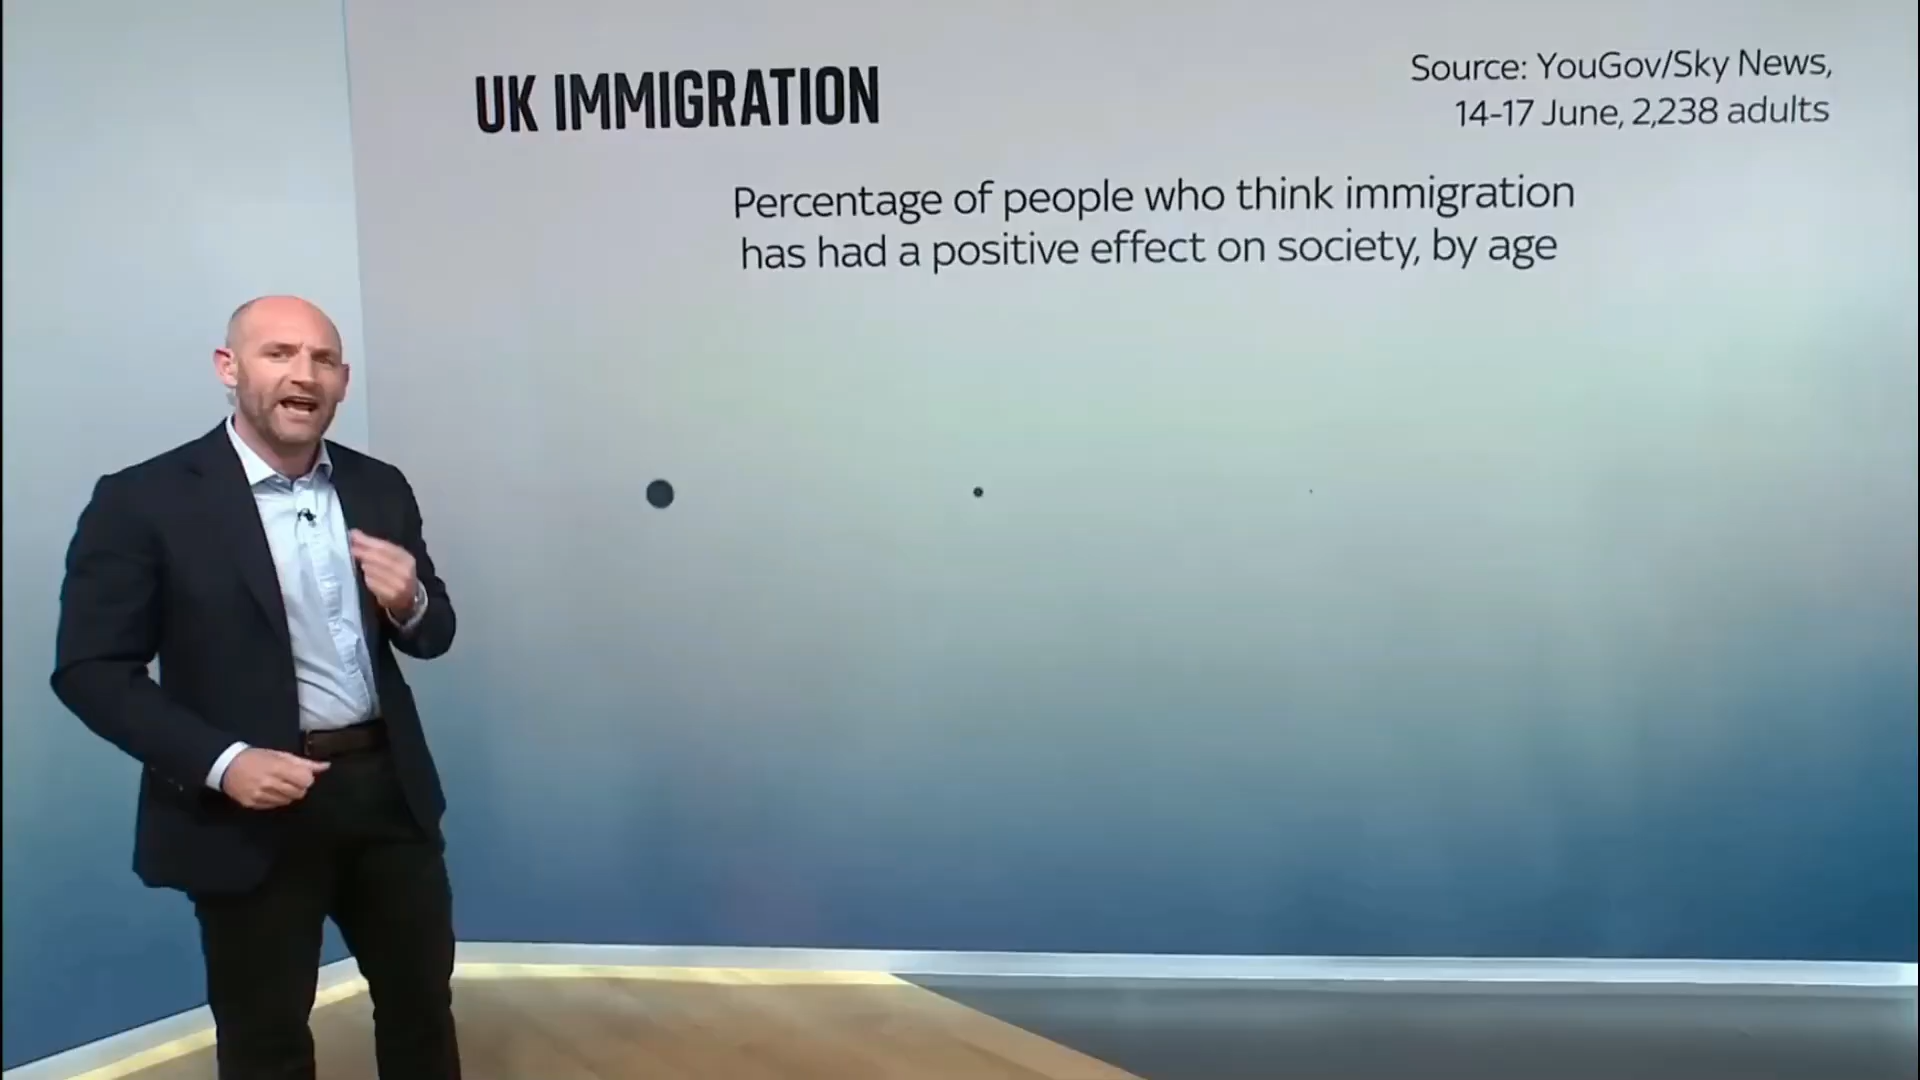 UK IMMIGRATION
Source: YouGov/Sky News,
14-17 June, 2,238 adults
Percentage of people who think immigration
has had a positive effect on society, by age